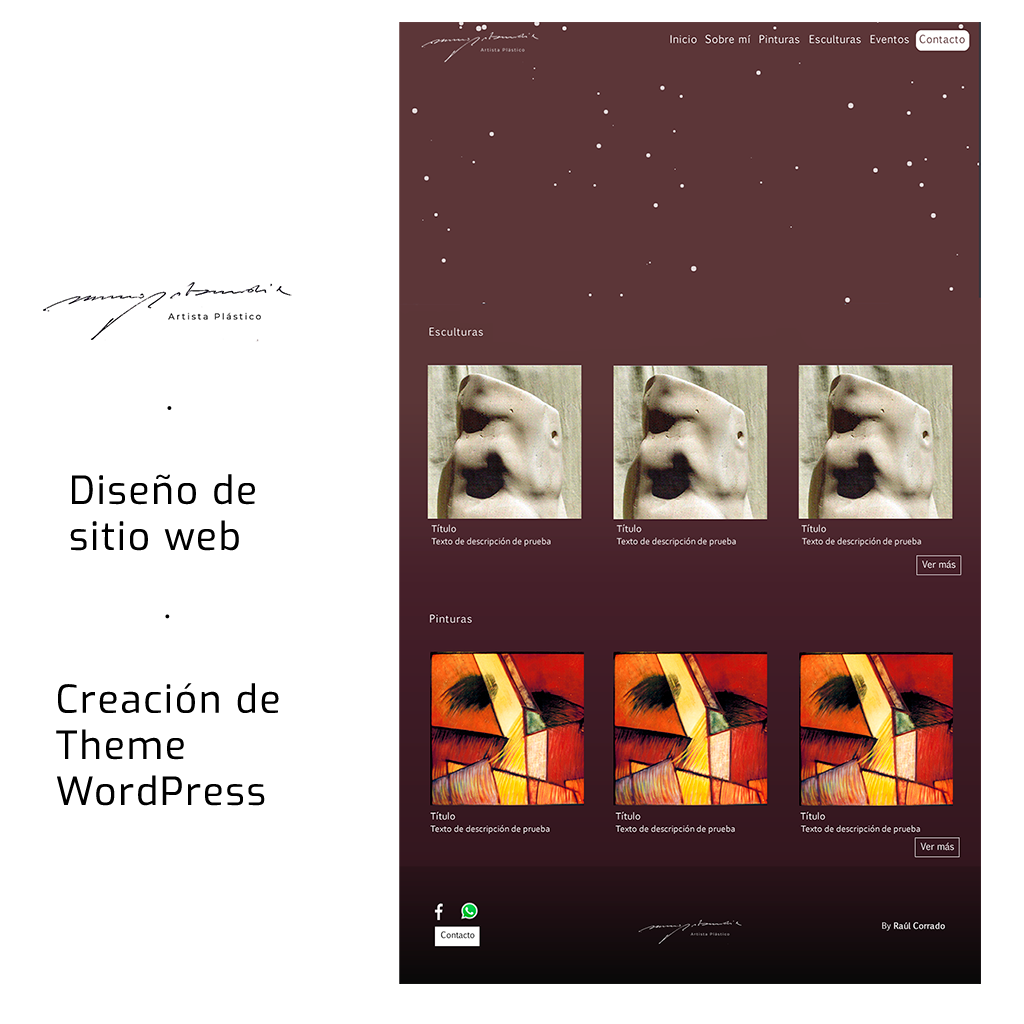 Artista Plástico
Diseño de
sitio web
Creación de
Theme
WordPress
Artista Plástico
Inicio Sobre mí Pinturas Esculturas Eventos Contacto
Esculturas
Título Título Título
Texto de descripción de prueba Texto de descripción de prueba Texto de descripción de prueba
Ver más
Pinturas
Título Título Título
Texto de descripción de prueba Texto de descripción de prueba Texto de descripción de prueba
Ver más
Contacto
Artista Plástico
By Raúl Corrado